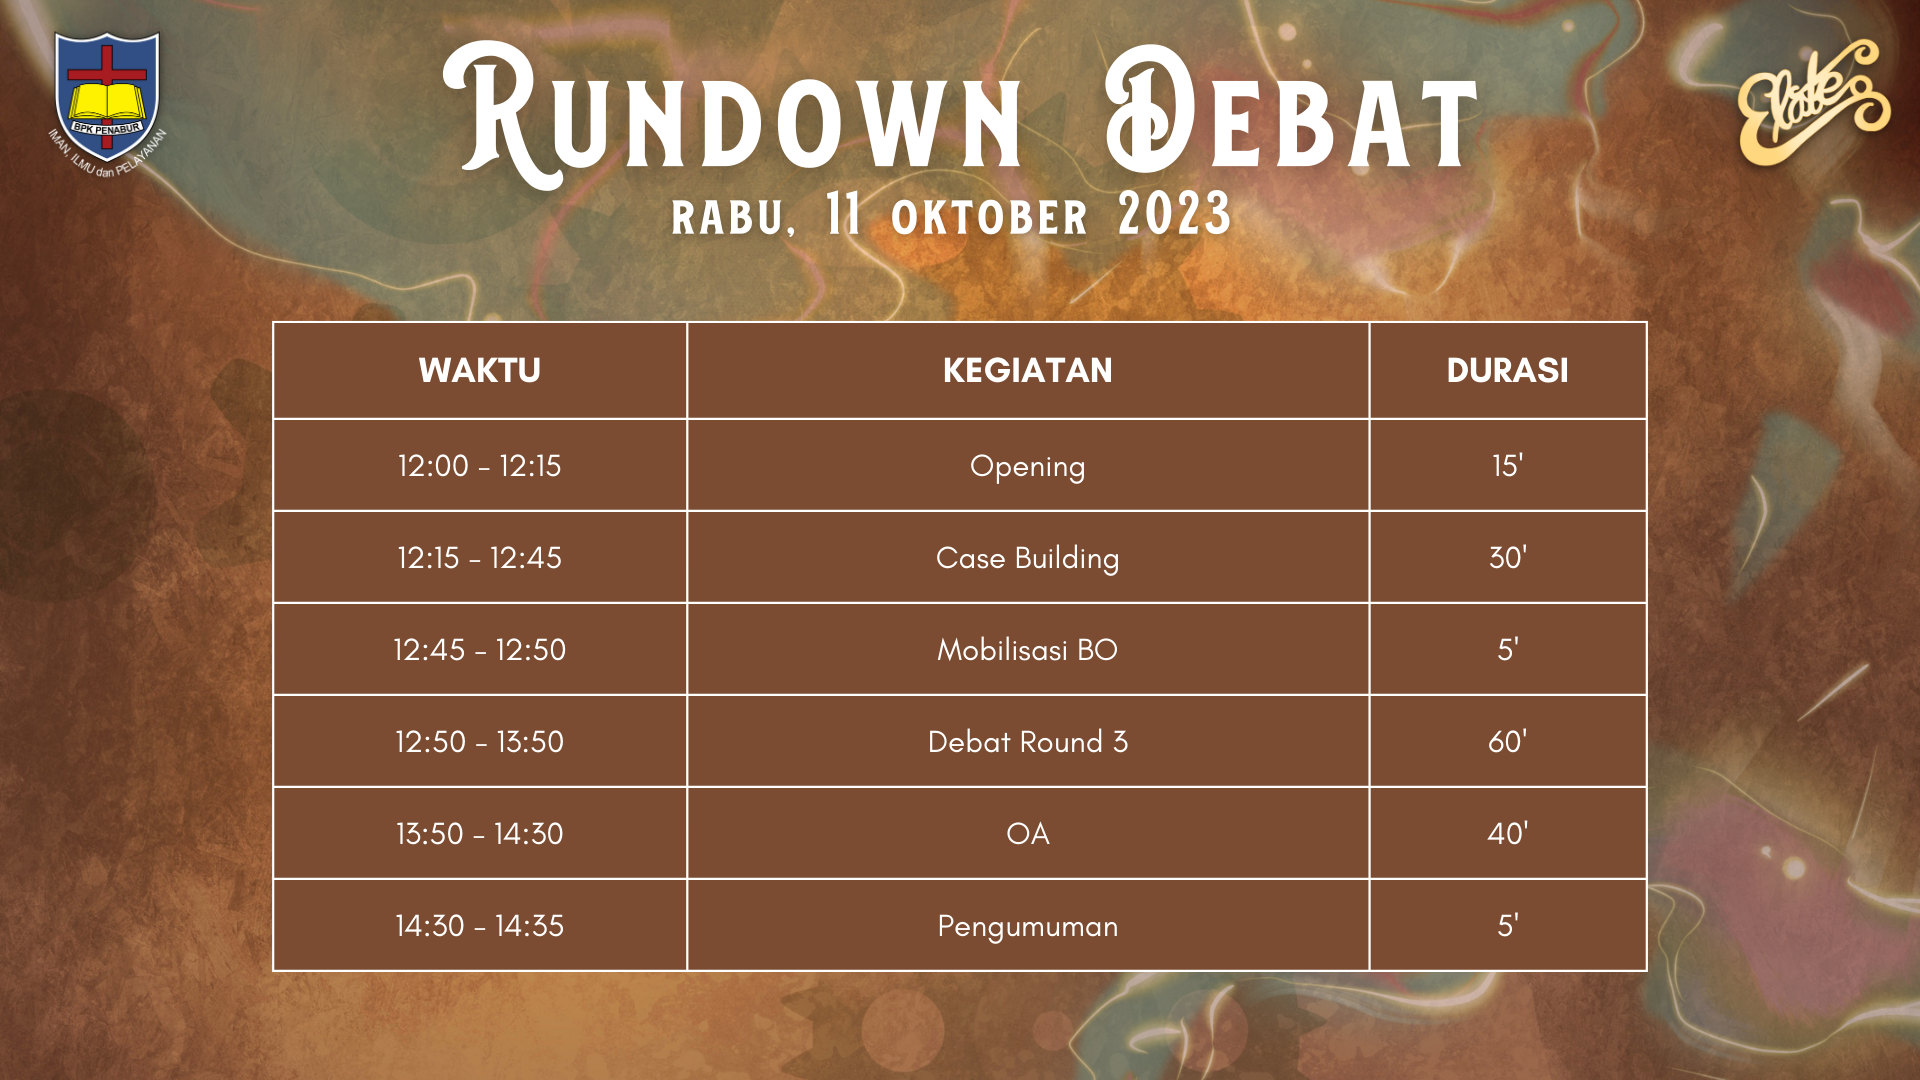 BPK PENABUR
IMAN, ILMU dan PELAYANAN
Elate
RUNDOWN DEBAT
RABU, 11 OKTOBER 2023
WAKTU KEGIATAN DURASI
12:00 - 12:15 Opening 15'
12:15 - 12:45 Case Building 30'
12:45 - 12:50 Mobilisasi BO 5'
12:50 - 13:50 Debat Round 3 60'
13:50 - 14:30 OA 40'
14:30 - 14:35 Pengumuman 5'